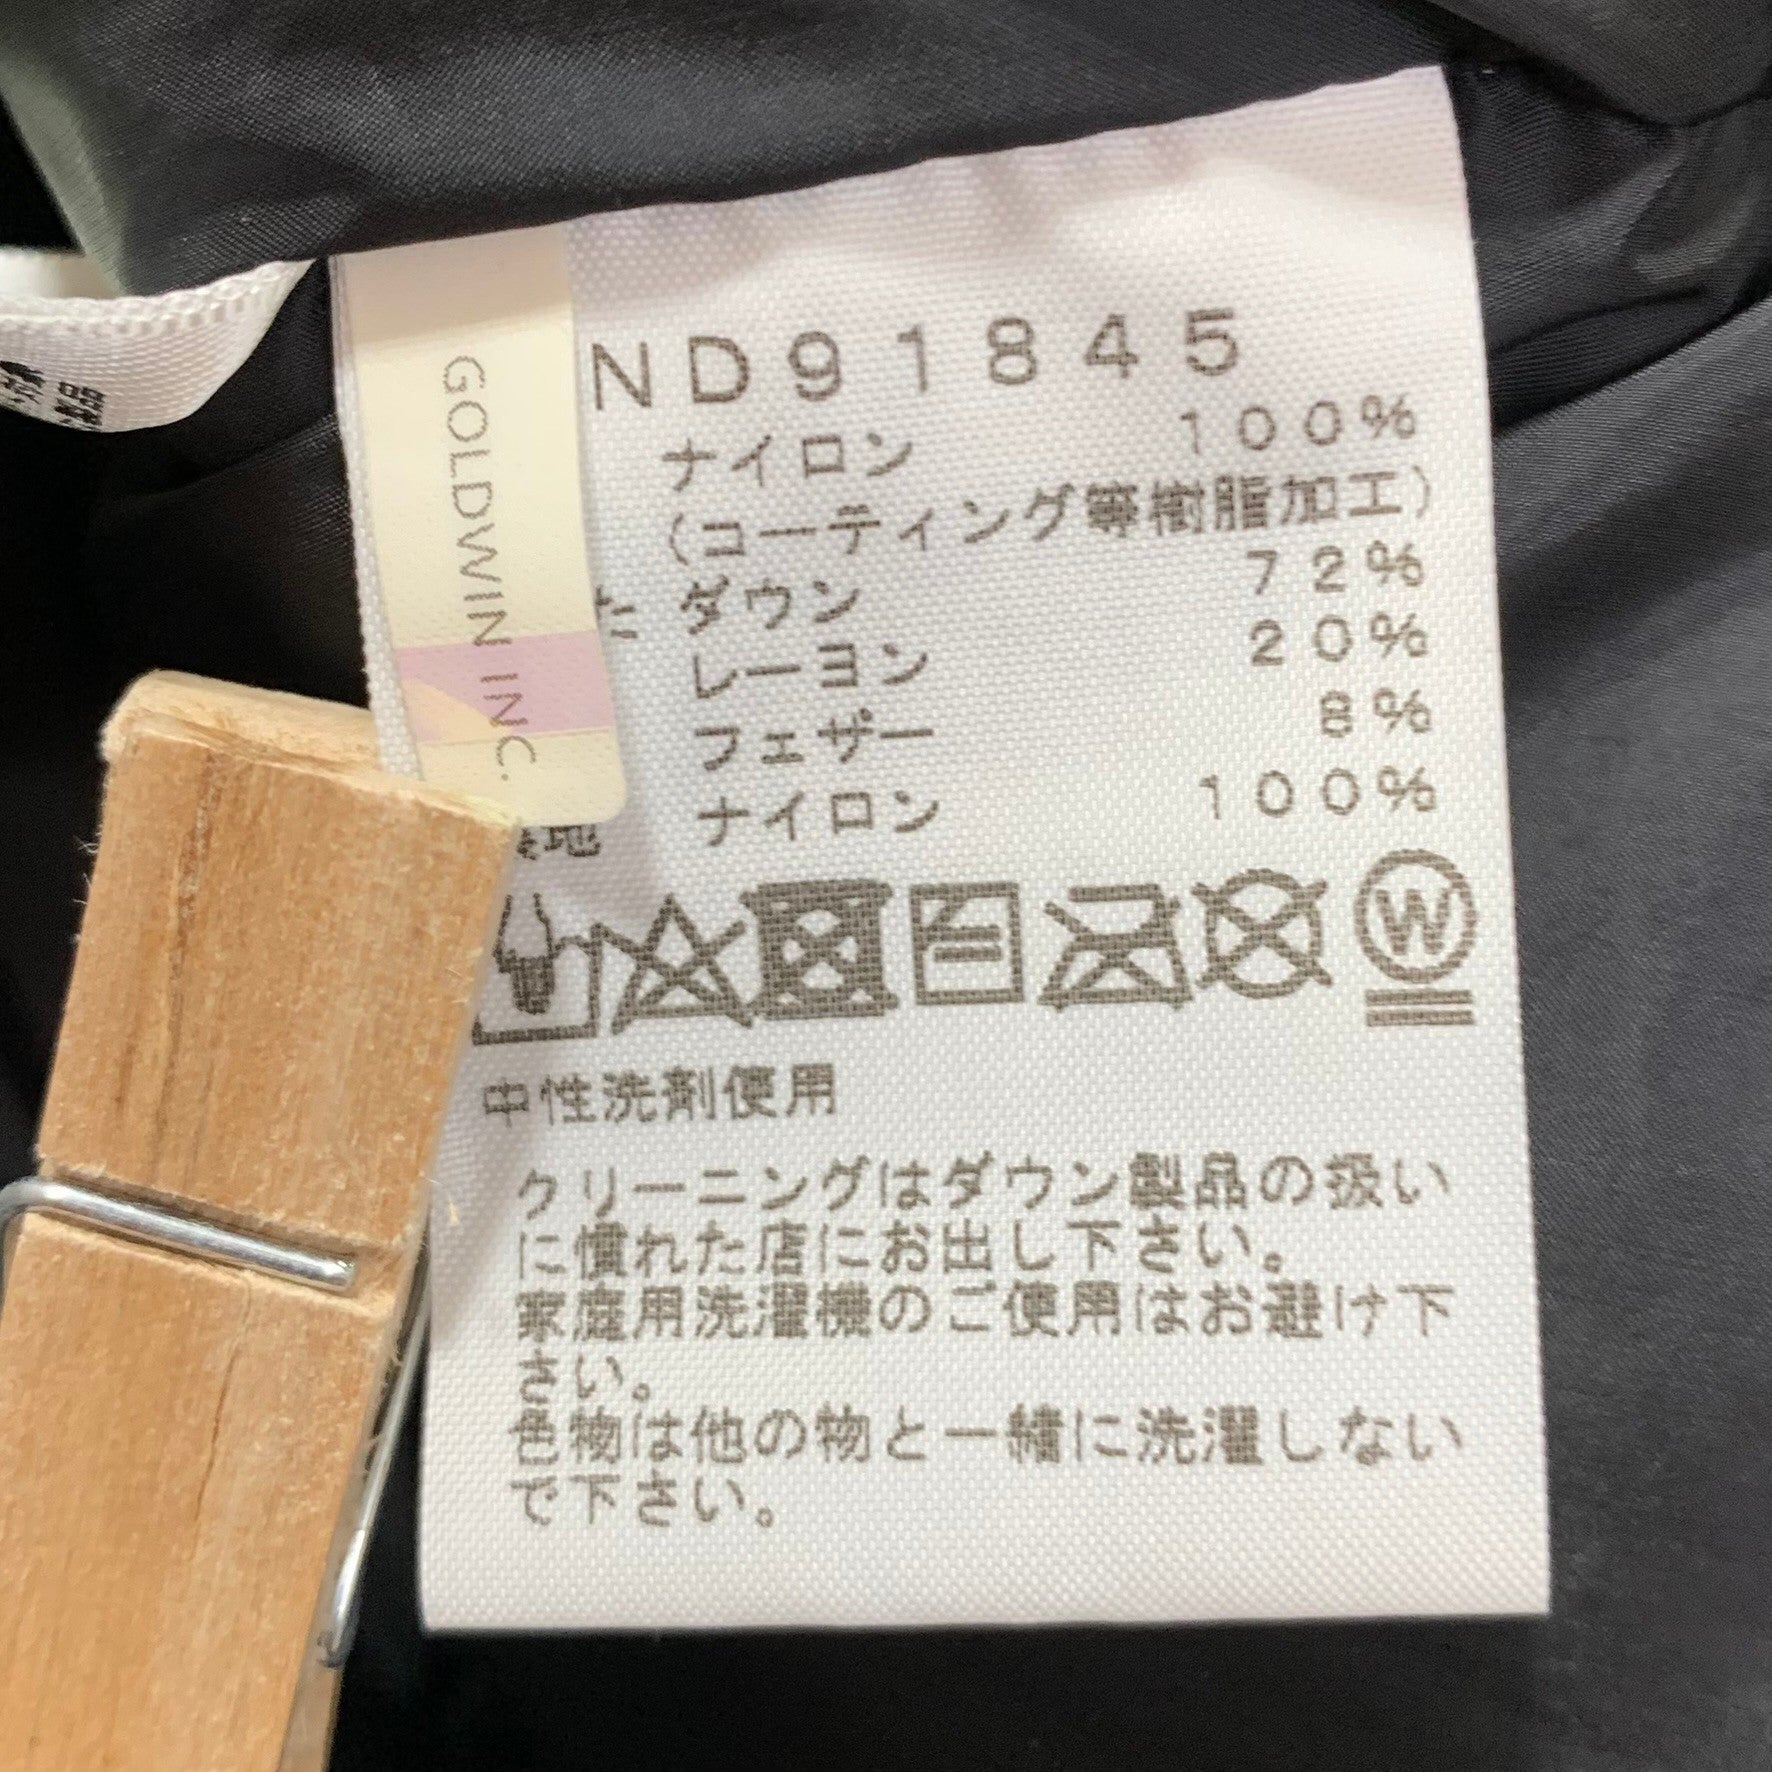 GOLDWIN INC.
ND91845
ナイロン 100%
(コーティング等樹脂加工)
ダウン 72%
レーヨン 20%
フェザー 8%
地 ナイロン 100%
W
中性洗剤使用
クリーニングはダウン製品の扱い
に慣れた店にお出し下さい。
家庭用洗濯機のご使用はお避け下
さい。
色物は他の物と一緒に洗濯しない
で下さい。